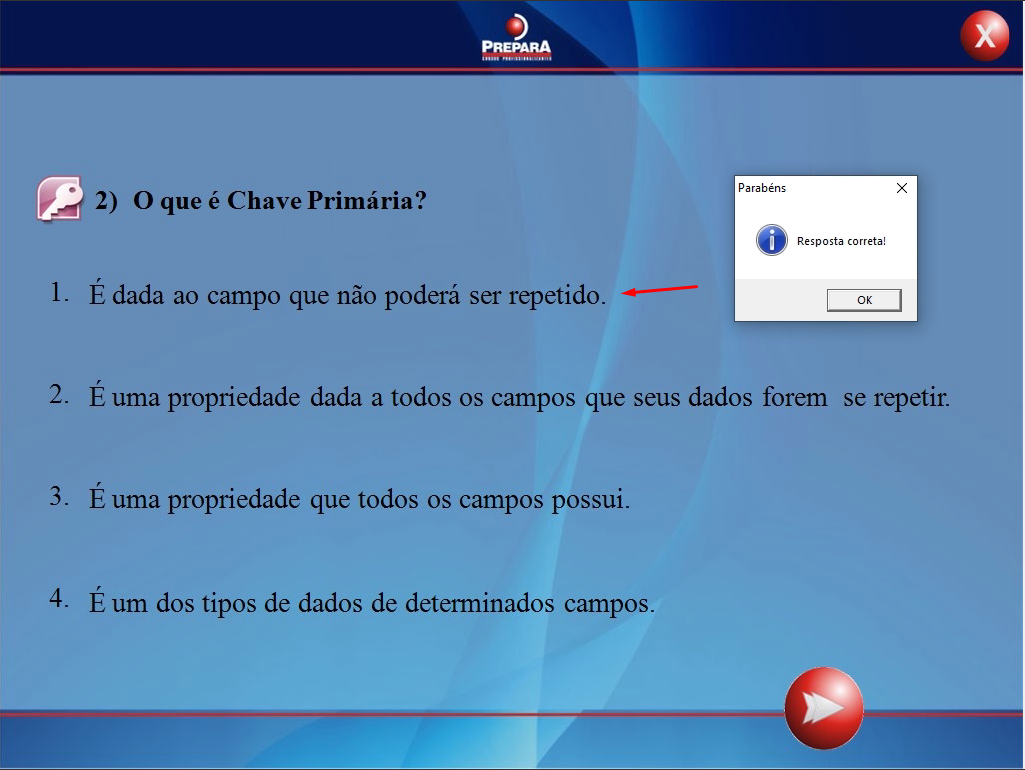 PREPARA
CURSOS PROFISSIONALIZANTES
X
2) O que é Chave Primária?
Parabéns
Resposta correta!
OK
1. É dada ao campo que não poderá ser repetido.
2. É uma propriedade dada a todos os campos que seus dados forem se repetir.
3. É uma propriedade que todos os campos possui.
4. É um dos tipos de dados de determinados campos.